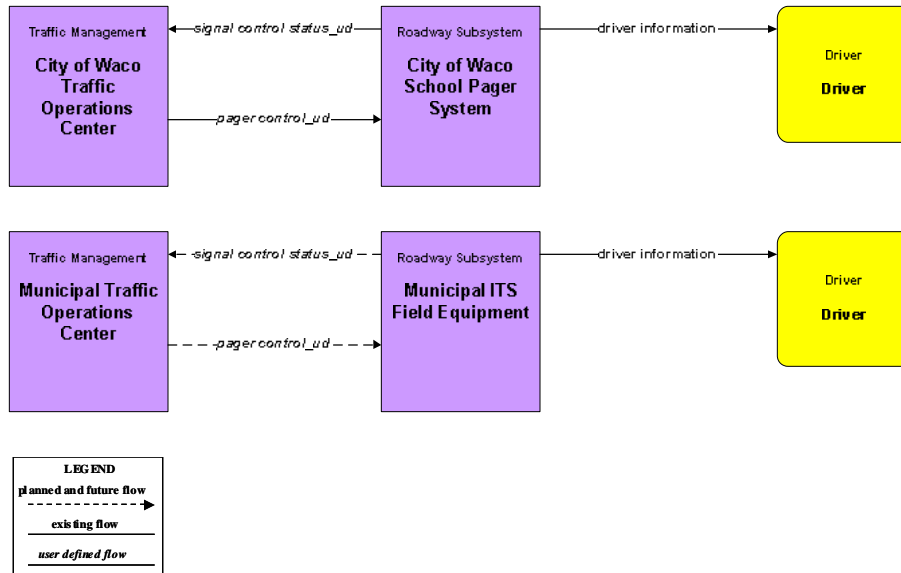 Traffic Management
City of Waco
Traffic
Operations
Center
signal control status_ud
pager control_ud
Roadway Subsystem
City of Waco
School Pager
System
driver information
Driver
Driver
Traffic Management
Municipal Traffic
Operations
Center
signal control status_ud
pager control_ud
Roadway Subsystem
Municipal ITS
Field Equipment
driver information
Driver
Driver
LEGEND
planned and future flow
existing flow
user defined flow